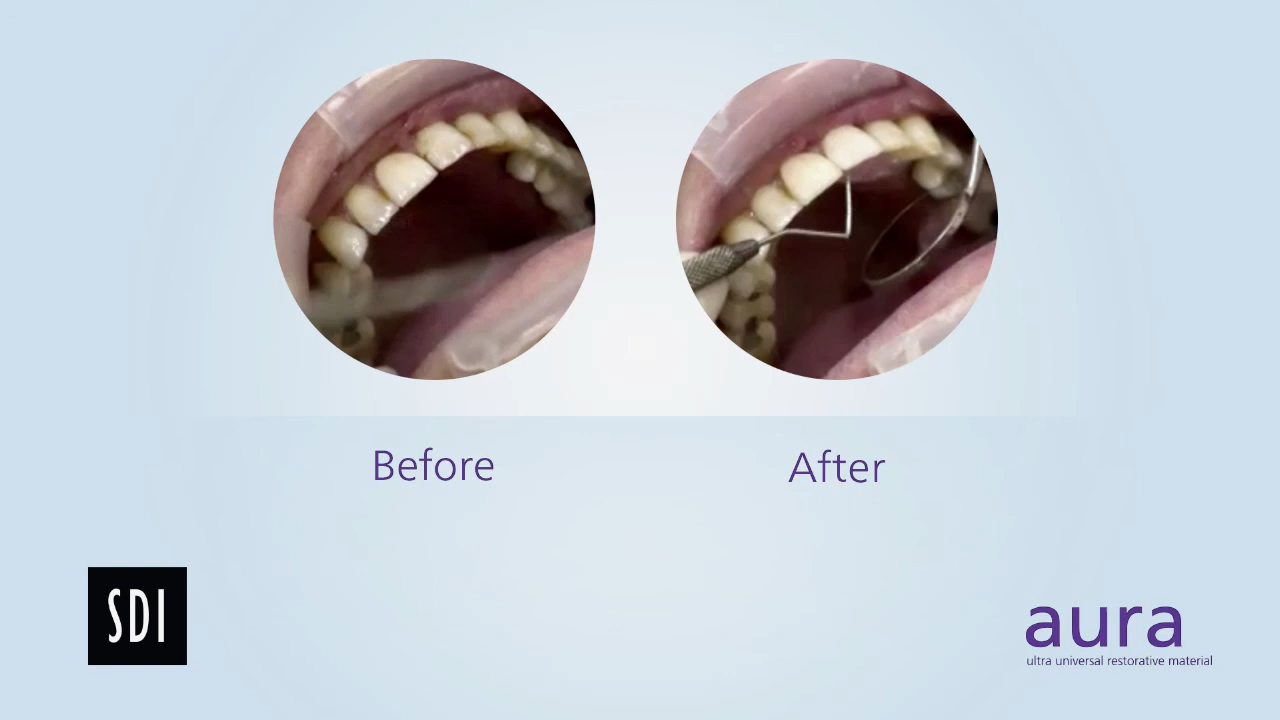 Before
After
SDI
aura
ultra universal restorative material